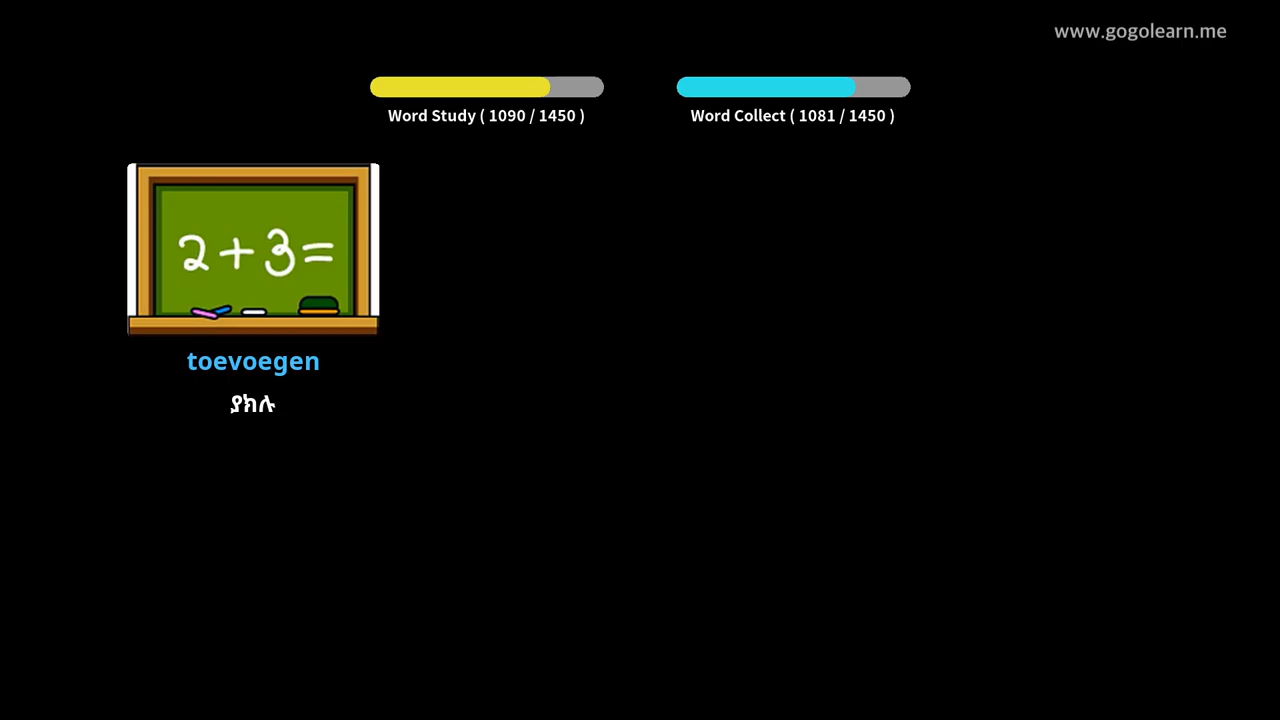 www.gogolearn.me
Word Study ( 1090 / 1450 )
Word Collect ( 1081 / 1450 )
2+3=
toevoegen
ያክሉ